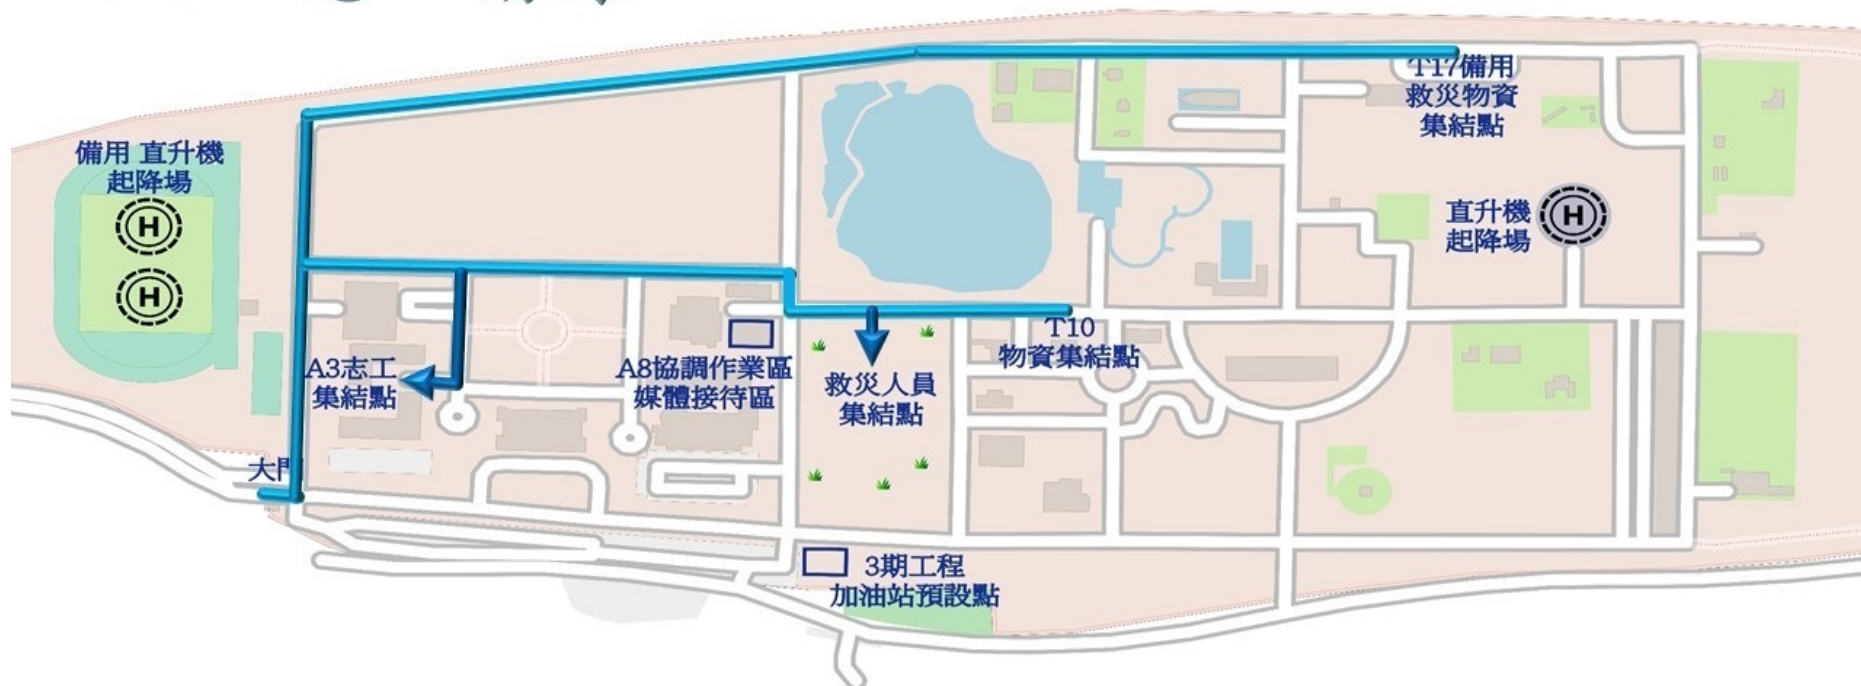 T17備用
救災物資
集結點
備用 直升機
起降場
H
H
直升機
起降場
H
T10
物資集結點
A3志工
集結點
A8協調作業區
媒體接待區
救災人員
集結點
大門
3期工程
加油站預設點